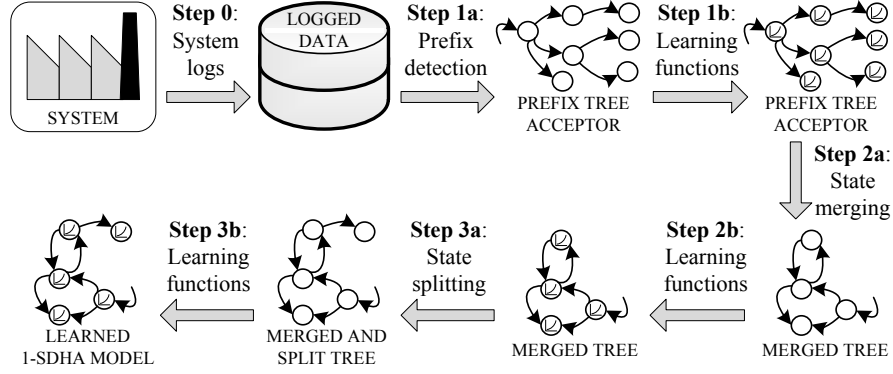 Step 0:
System
logs
LOGGED
DATA
Step 1a:
Prefix
detection
Step 1b:
Learning
functions
SYSTEM
PREFIX TREE
ACCEPTOR
PREFIX TREE
ACCEPTOR
Step 2a:
State
merging
Step 3b:
Learning
functions
Step 3a:
State
splitting
Step 2b:
Learning
functions
LEARNED
1-SDHA MODEL
MERGED AND
SPLIT TREE
MERGED TREE
MERGED TREE